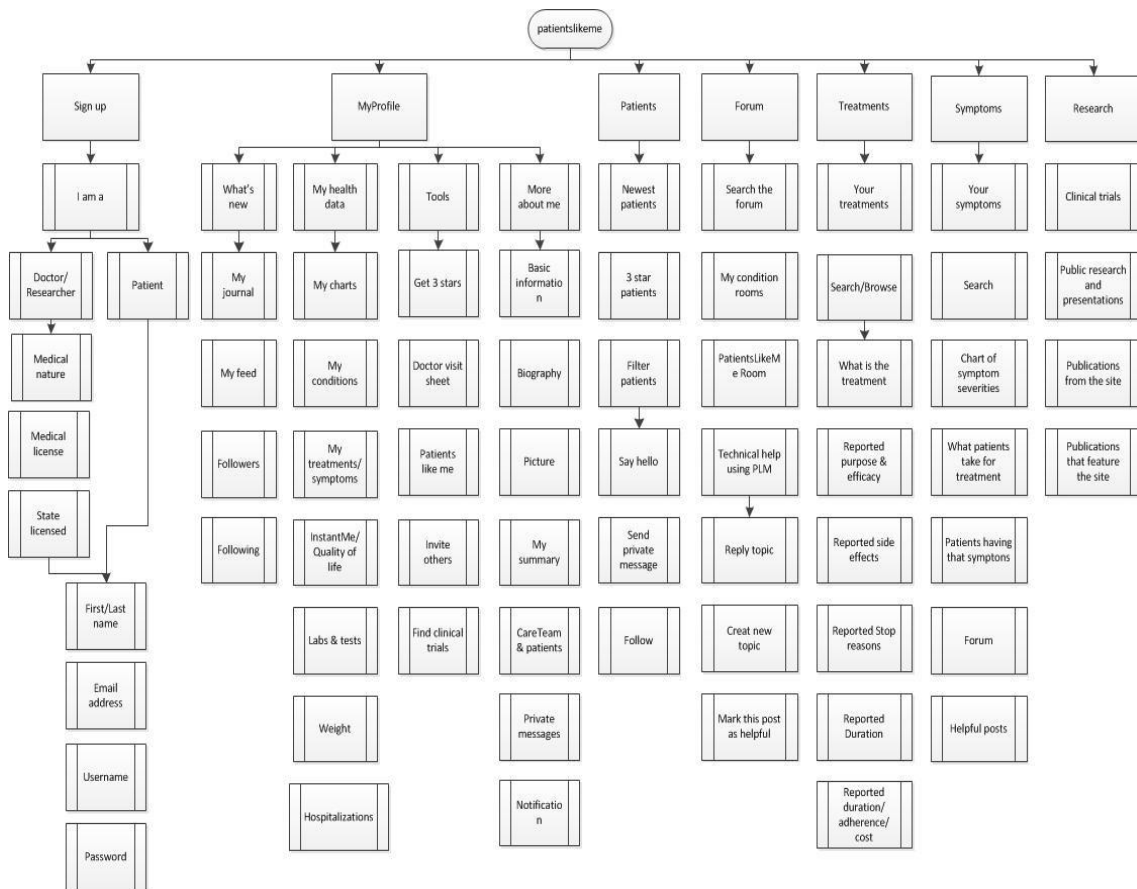 patientslikeme
Sign up
MyProfile
Patients
Forum
Treatments
Symptoms
Research
I am a
What's
new
My health
data
Tools
More
about me
Newest
patients
Search the
forum
Your
treatments
Your
symptoms
Clinical trials
Doctor/
Researcher
Patient
My
journal
My charts
Get 3 stars
Basic
informatio
n
3 star
patients
My condition
rooms
Search/Browse
Search
Public research
and
presentations
Medical
nature
My feed
My
conditions
Doctor visit
sheet
Biography
Filter
patients
PatientsLikeM
e Room
What is the
treatment
Chart of
symptom
severities
Publications
from the site
Medical
license
Followers
My
treatments/
symptoms
Patients
like me
Picture
Say hello
Technical help
using PLM
Reported
purpose &
efficacy
What patients
take for
treatment
Publications
that feature
the site
State
licensed
Following
InstantMe/
Quality of
life
Invite
others
My
summary
Send
private
message
Reply topic
Reported side
effects
Patients having
that symptons
First/Last
name
Labs & tests
Find clinical
trials
CareTeam
& patients
Follow
Creat new
topic
Reported Stop
reasons
Forum
Email
address
Weight
Private
messages
Mark this post
as helpful
Reported
Duration
Helpful posts
Username
Hospitalizations
Notificatio
n
Reported
duration/
adherence/
cost
Password